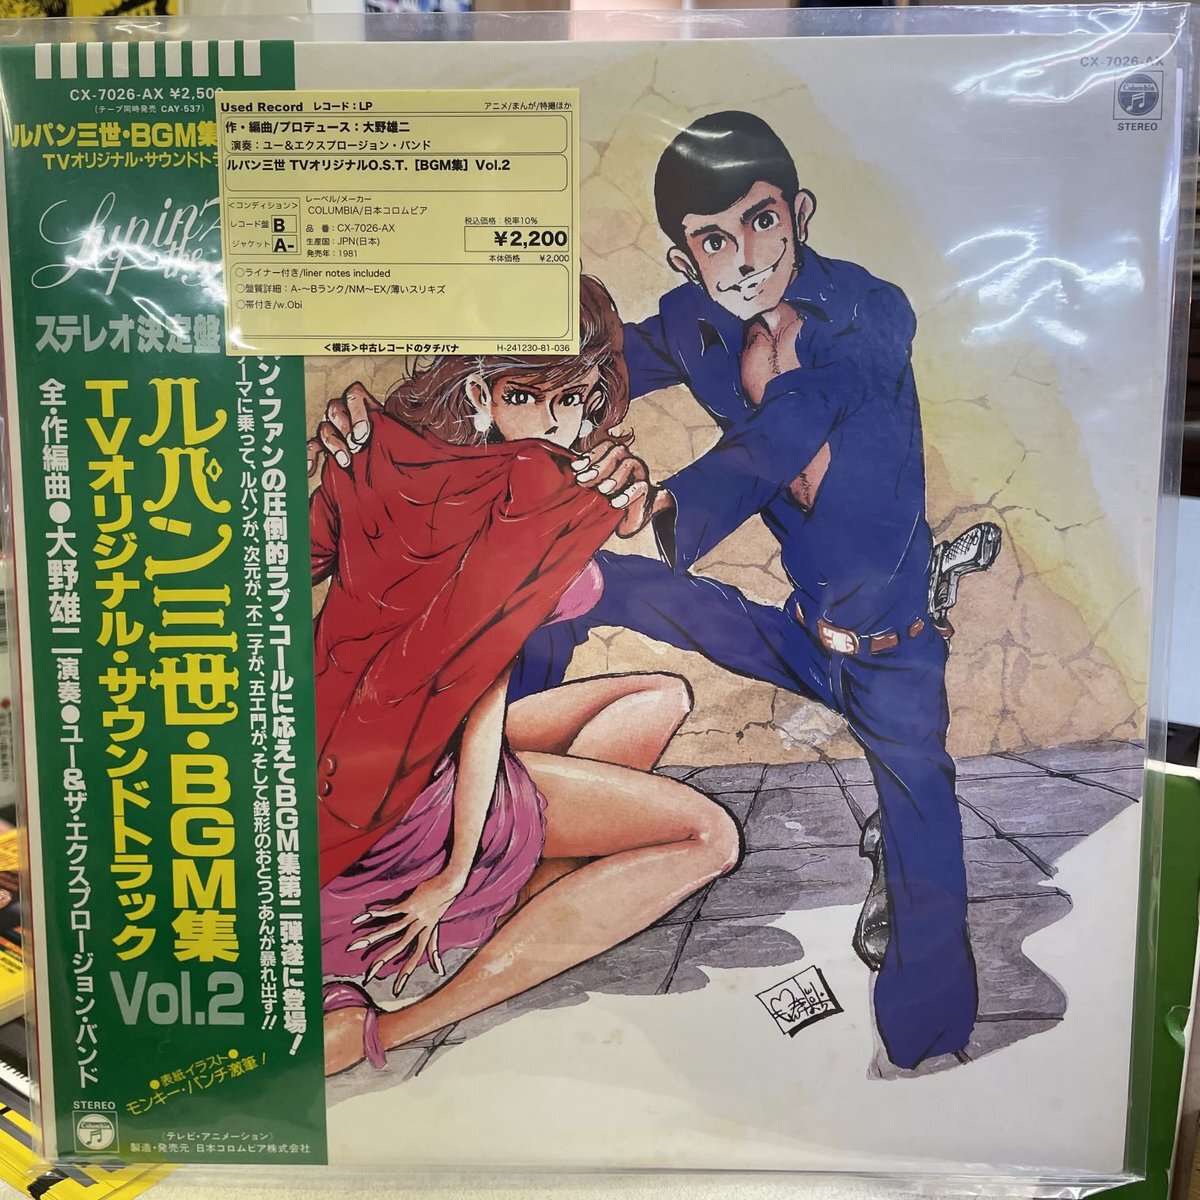 CX-7026-AX ¥2,500
(テープ同時発売 CAY-537)
ルパン三世・BGM集
TVオリジナル・サウンドトラ
Lupin
the
ステレオ決定盤
Used Record レコード：LP
アニメ/まんが/特撮ほか
作・編曲/プロデュース：大野雄二
演奏：ユー&エクスプロージョン・バンド
ルパン三世 TVオリジナルO.S.T.［BGM集］Vol.2
<コンディション>
レコード盤 B
ジャケット A-
レーベル/メーカー
COLUMBIA/日本コロムビア
品 番：CX-7026-AX
生産国：JPN(日本)
発売年：1981
税込価格：税率10%
¥2,200
本体価格 ¥2,000
○ライナー付き/liner notes included
○盤質詳細：A-〜Bランク/NM〜EX/薄いスリキズ
○帯付き/w.Obi
<横浜>中古レコードのタチバナ
H-241230-81-036
CX-7026-AX
Columbia
STEREO
ン・ファンの圧倒的ラブ・コールに応えてBGM集第二弾遂に登場！
ーマに乗って、ルパンが、次元が、不二子が、五エ門が、そして銭形のおとっつあんが暴れ出す!!
ルパン三世・BGM集
TVオリジナル・サウンドトラック
Vol.2
全・作編曲●大野雄二 演奏●ユー&ザ・エクスプロージョン・バンド
●表紙イラスト●
モンキー・パンチ激筆！
STEREO
Columbia
《テレビ・アニメーション》
製造・発売元 日本コロムビア株式会社